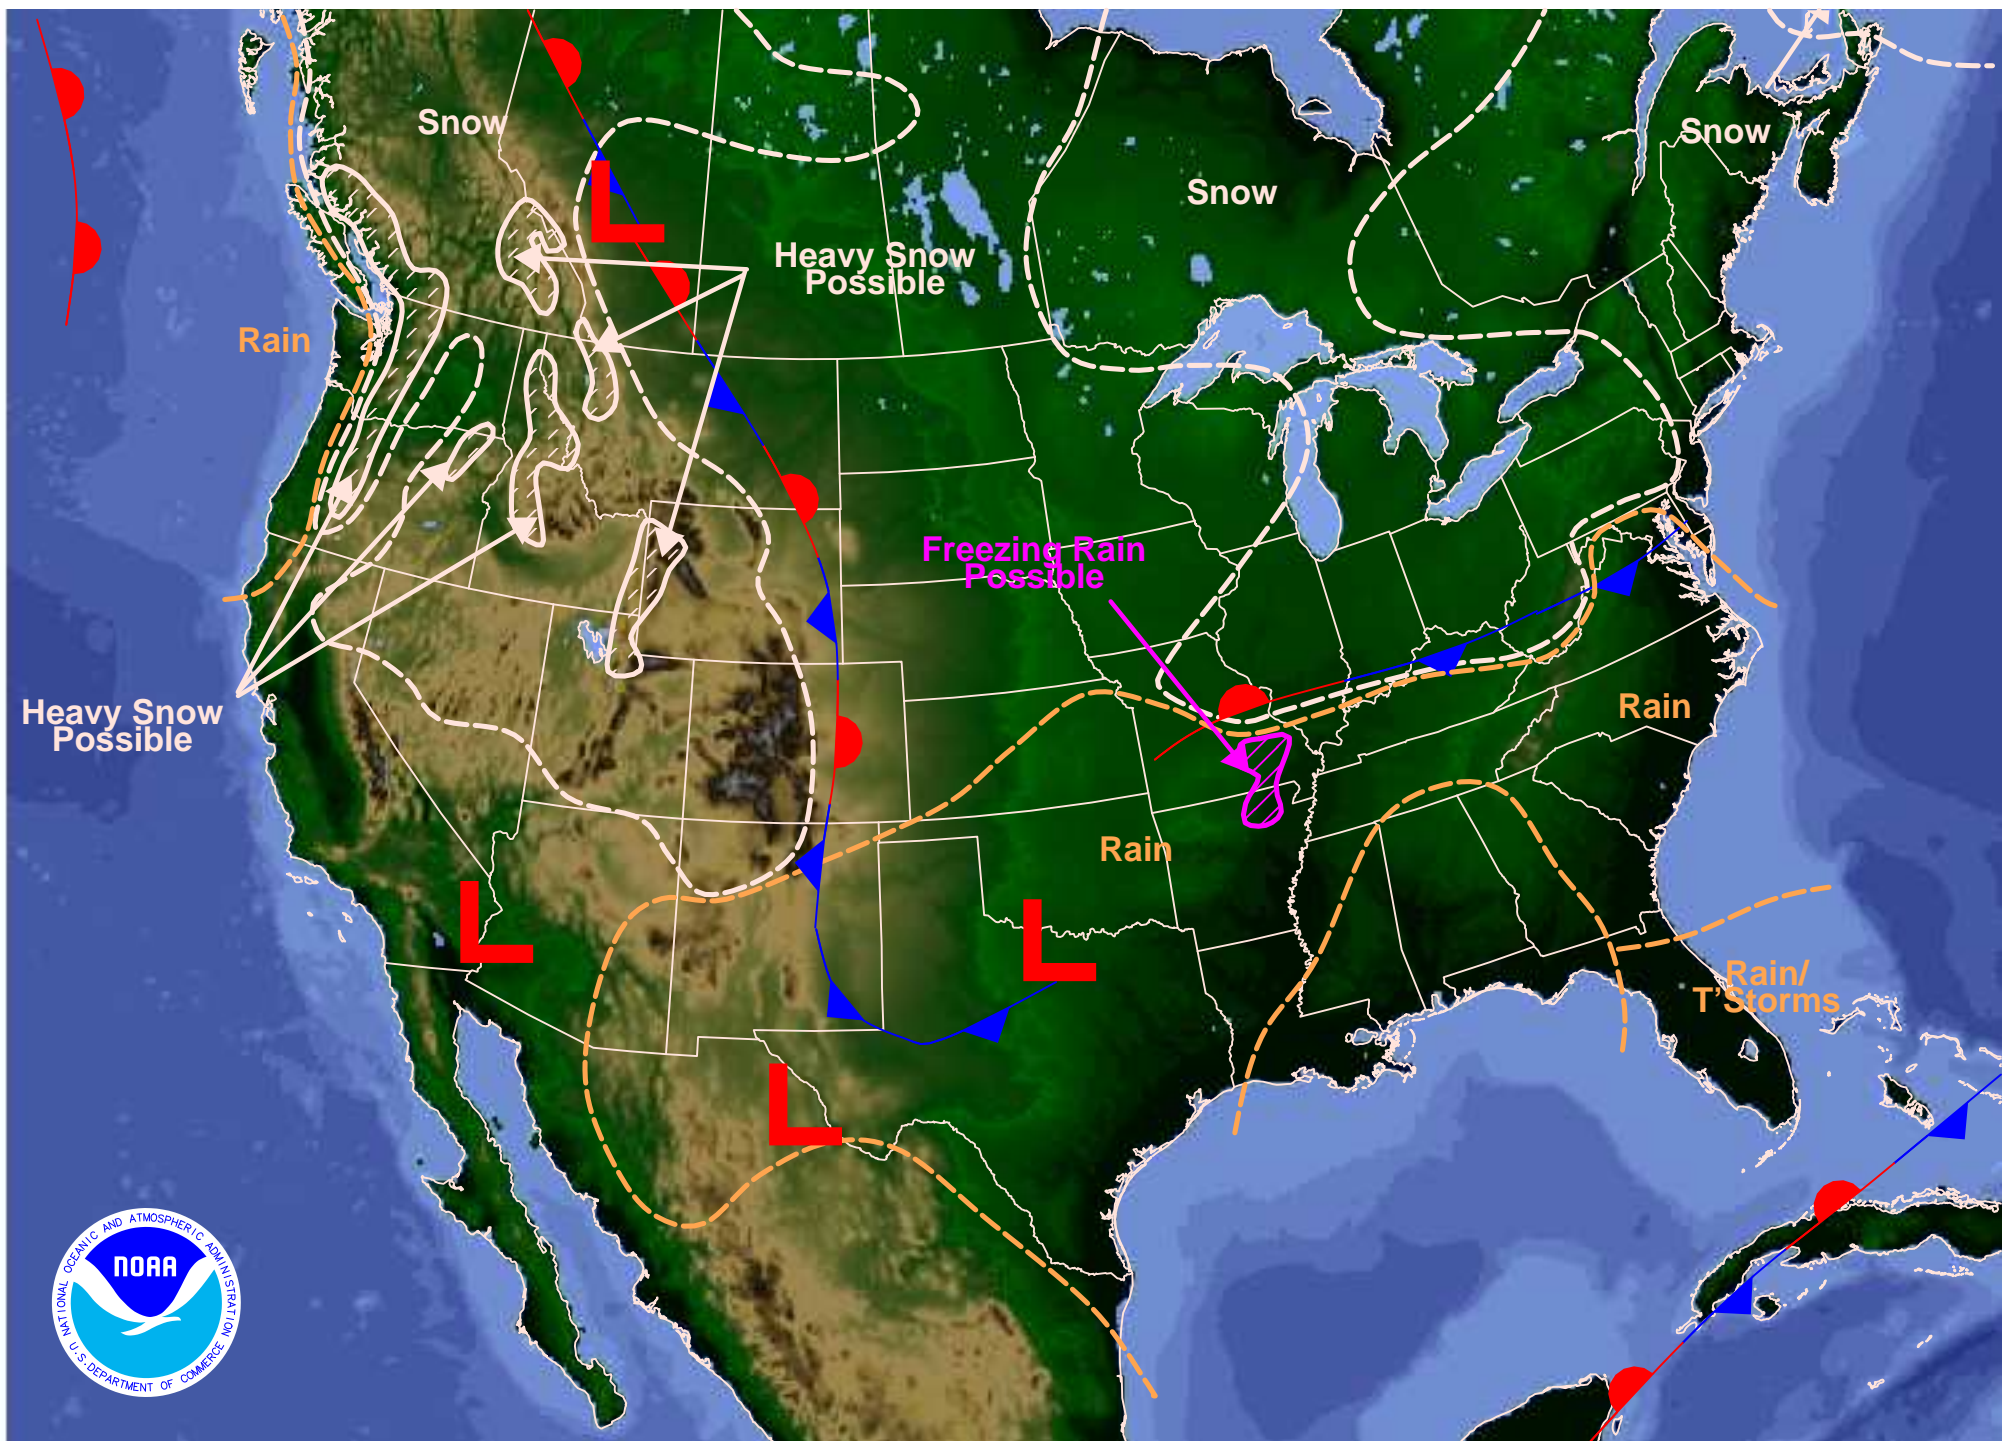 Snow
Snow
Snow
Heavy Snow
Possible
Rain
Freezing Rain
Possible
Heavy Snow
Possible
Rain
Rain
Rain/
T'Storms
L
L
L
L
NATIONAL OCEANIC AND ATMOSPHERIC ADMINISTRATION
NOAA
U.S. DEPARTMENT OF COMMERCE